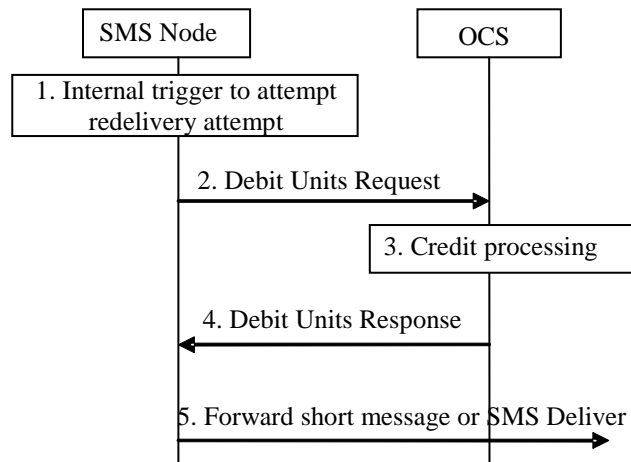 SMS Node
OCS
1. Internal trigger to attempt
redelivery attempt
2. Debit Units Request
3. Credit processing
4. Debit Units Response
5. Forward short message or SMS Deliver